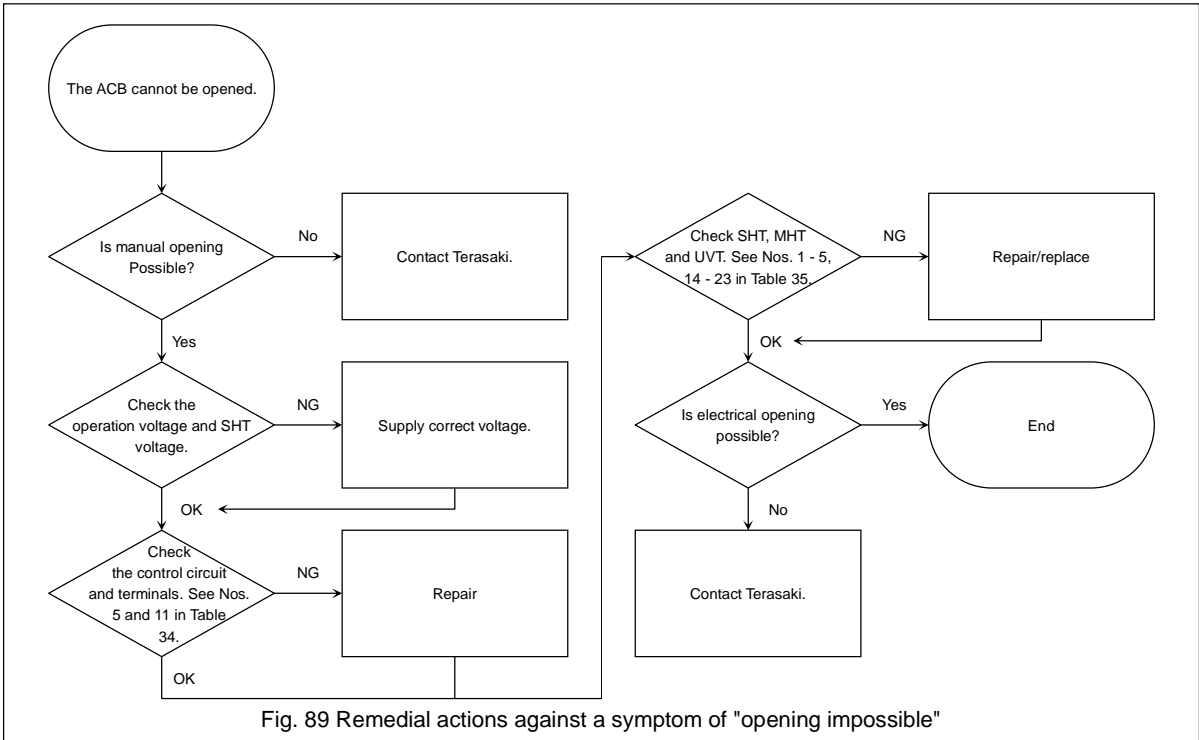 The ACB cannot be opened.
Is manual opening
Possible?
No
Contact Terasaki.
Yes
Check the
operation voltage and SHT
voltage.
NG
Supply correct voltage.
OK
Check
the control circuit
and terminals. See Nos.
5 and 11 in Table
34.
NG
Repair
OK
Check SHT, MHT
and UVT. See Nos. 1 - 5,
14 - 23 in Table 35.
NG
Repair/replace
OK
Is electrical opening
possible?
Yes
End
No
Contact Terasaki.
Fig. 89 Remedial actions against a symptom of "opening impossible"